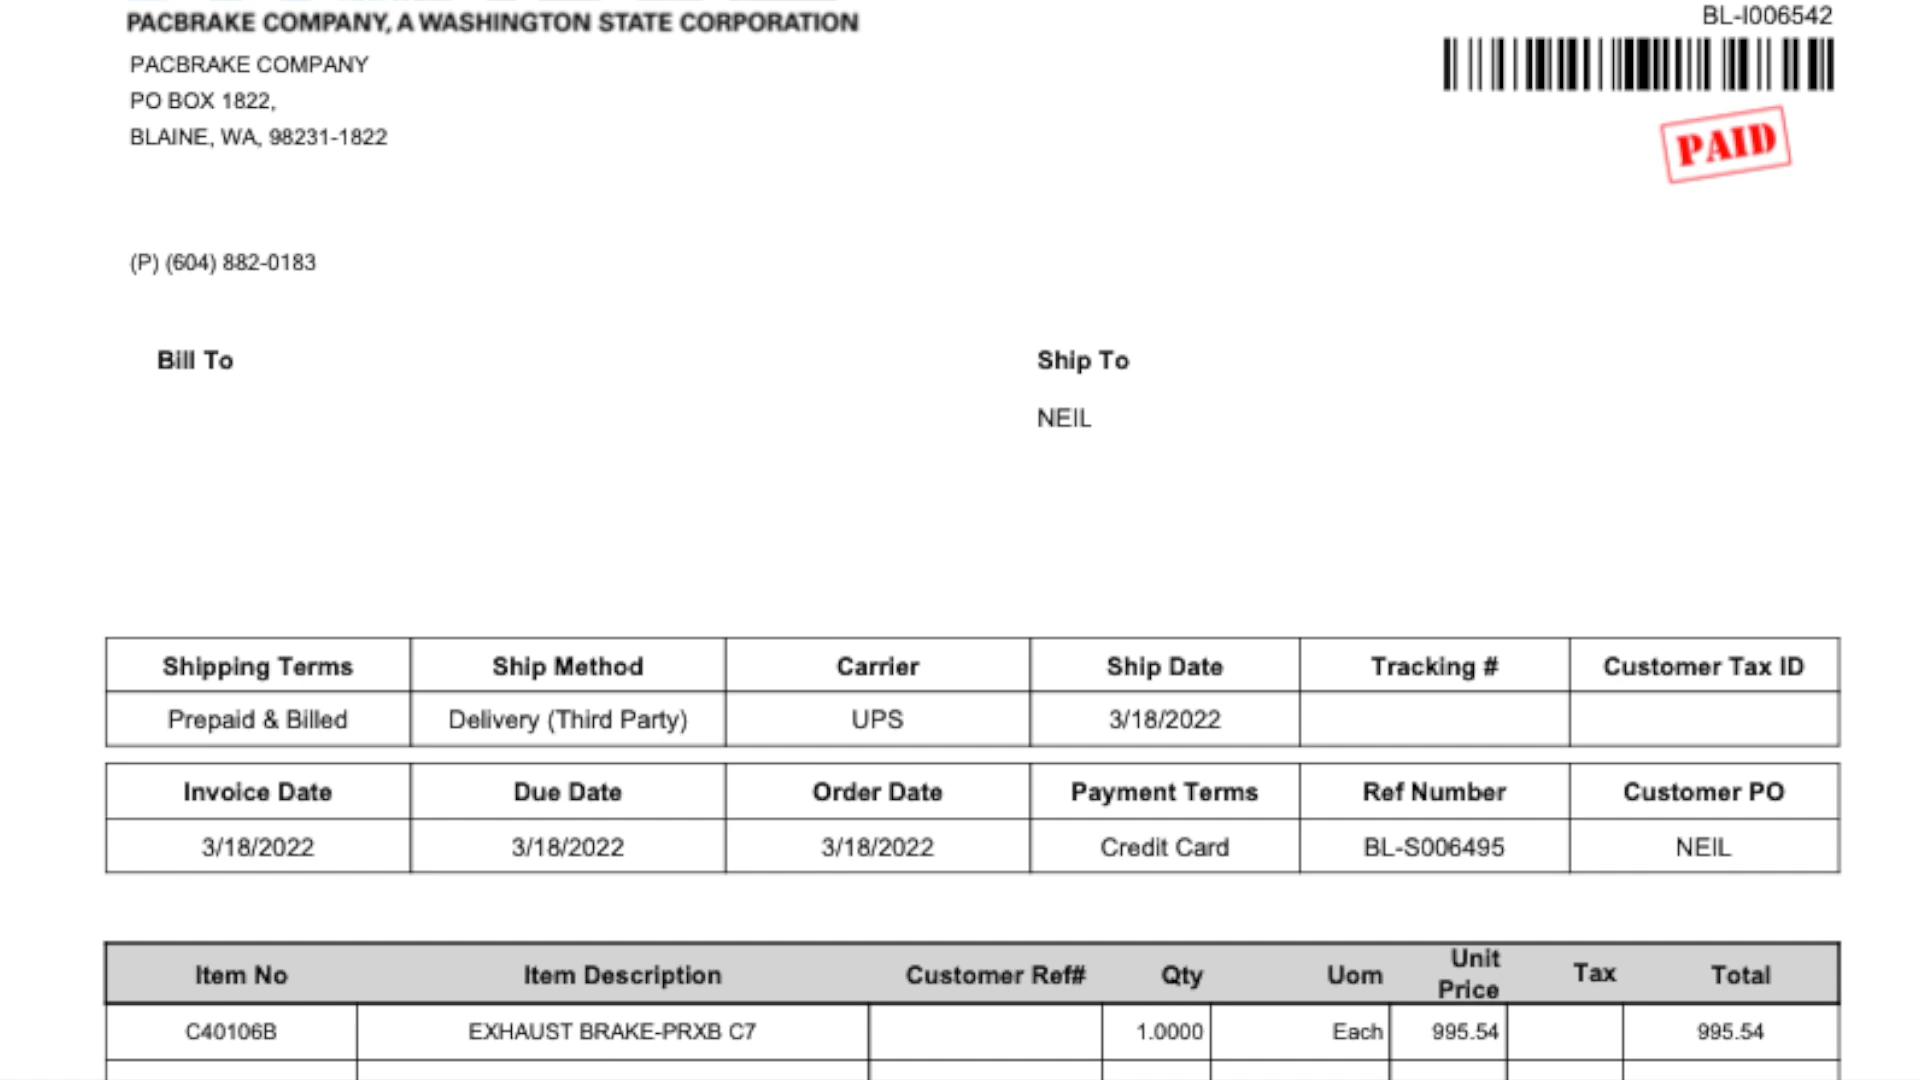 PACBRAKE COMPANY, A WASHINGTON STATE CORPORATION
BL-I006542
PACBRAKE COMPANY
PO BOX 1822,
BLAINE, WA, 98231-1822
PAID
(P) (604) 882-0183
Bill To
Ship To
NEIL
Shipping Terms Ship Method Carrier Ship Date Tracking # Customer Tax ID
Prepaid & Billed Delivery (Third Party) UPS 3/18/2022
Invoice Date Due Date Order Date Payment Terms Ref Number Customer PO
3/18/2022 3/18/2022 3/18/2022 Credit Card BL-S006495 NEIL
Item No Item Description Customer Ref# Qty Uom Unit Price Tax Total
C40106B EXHAUST BRAKE-PRXB C7 1.0000 Each 995.54 995.54